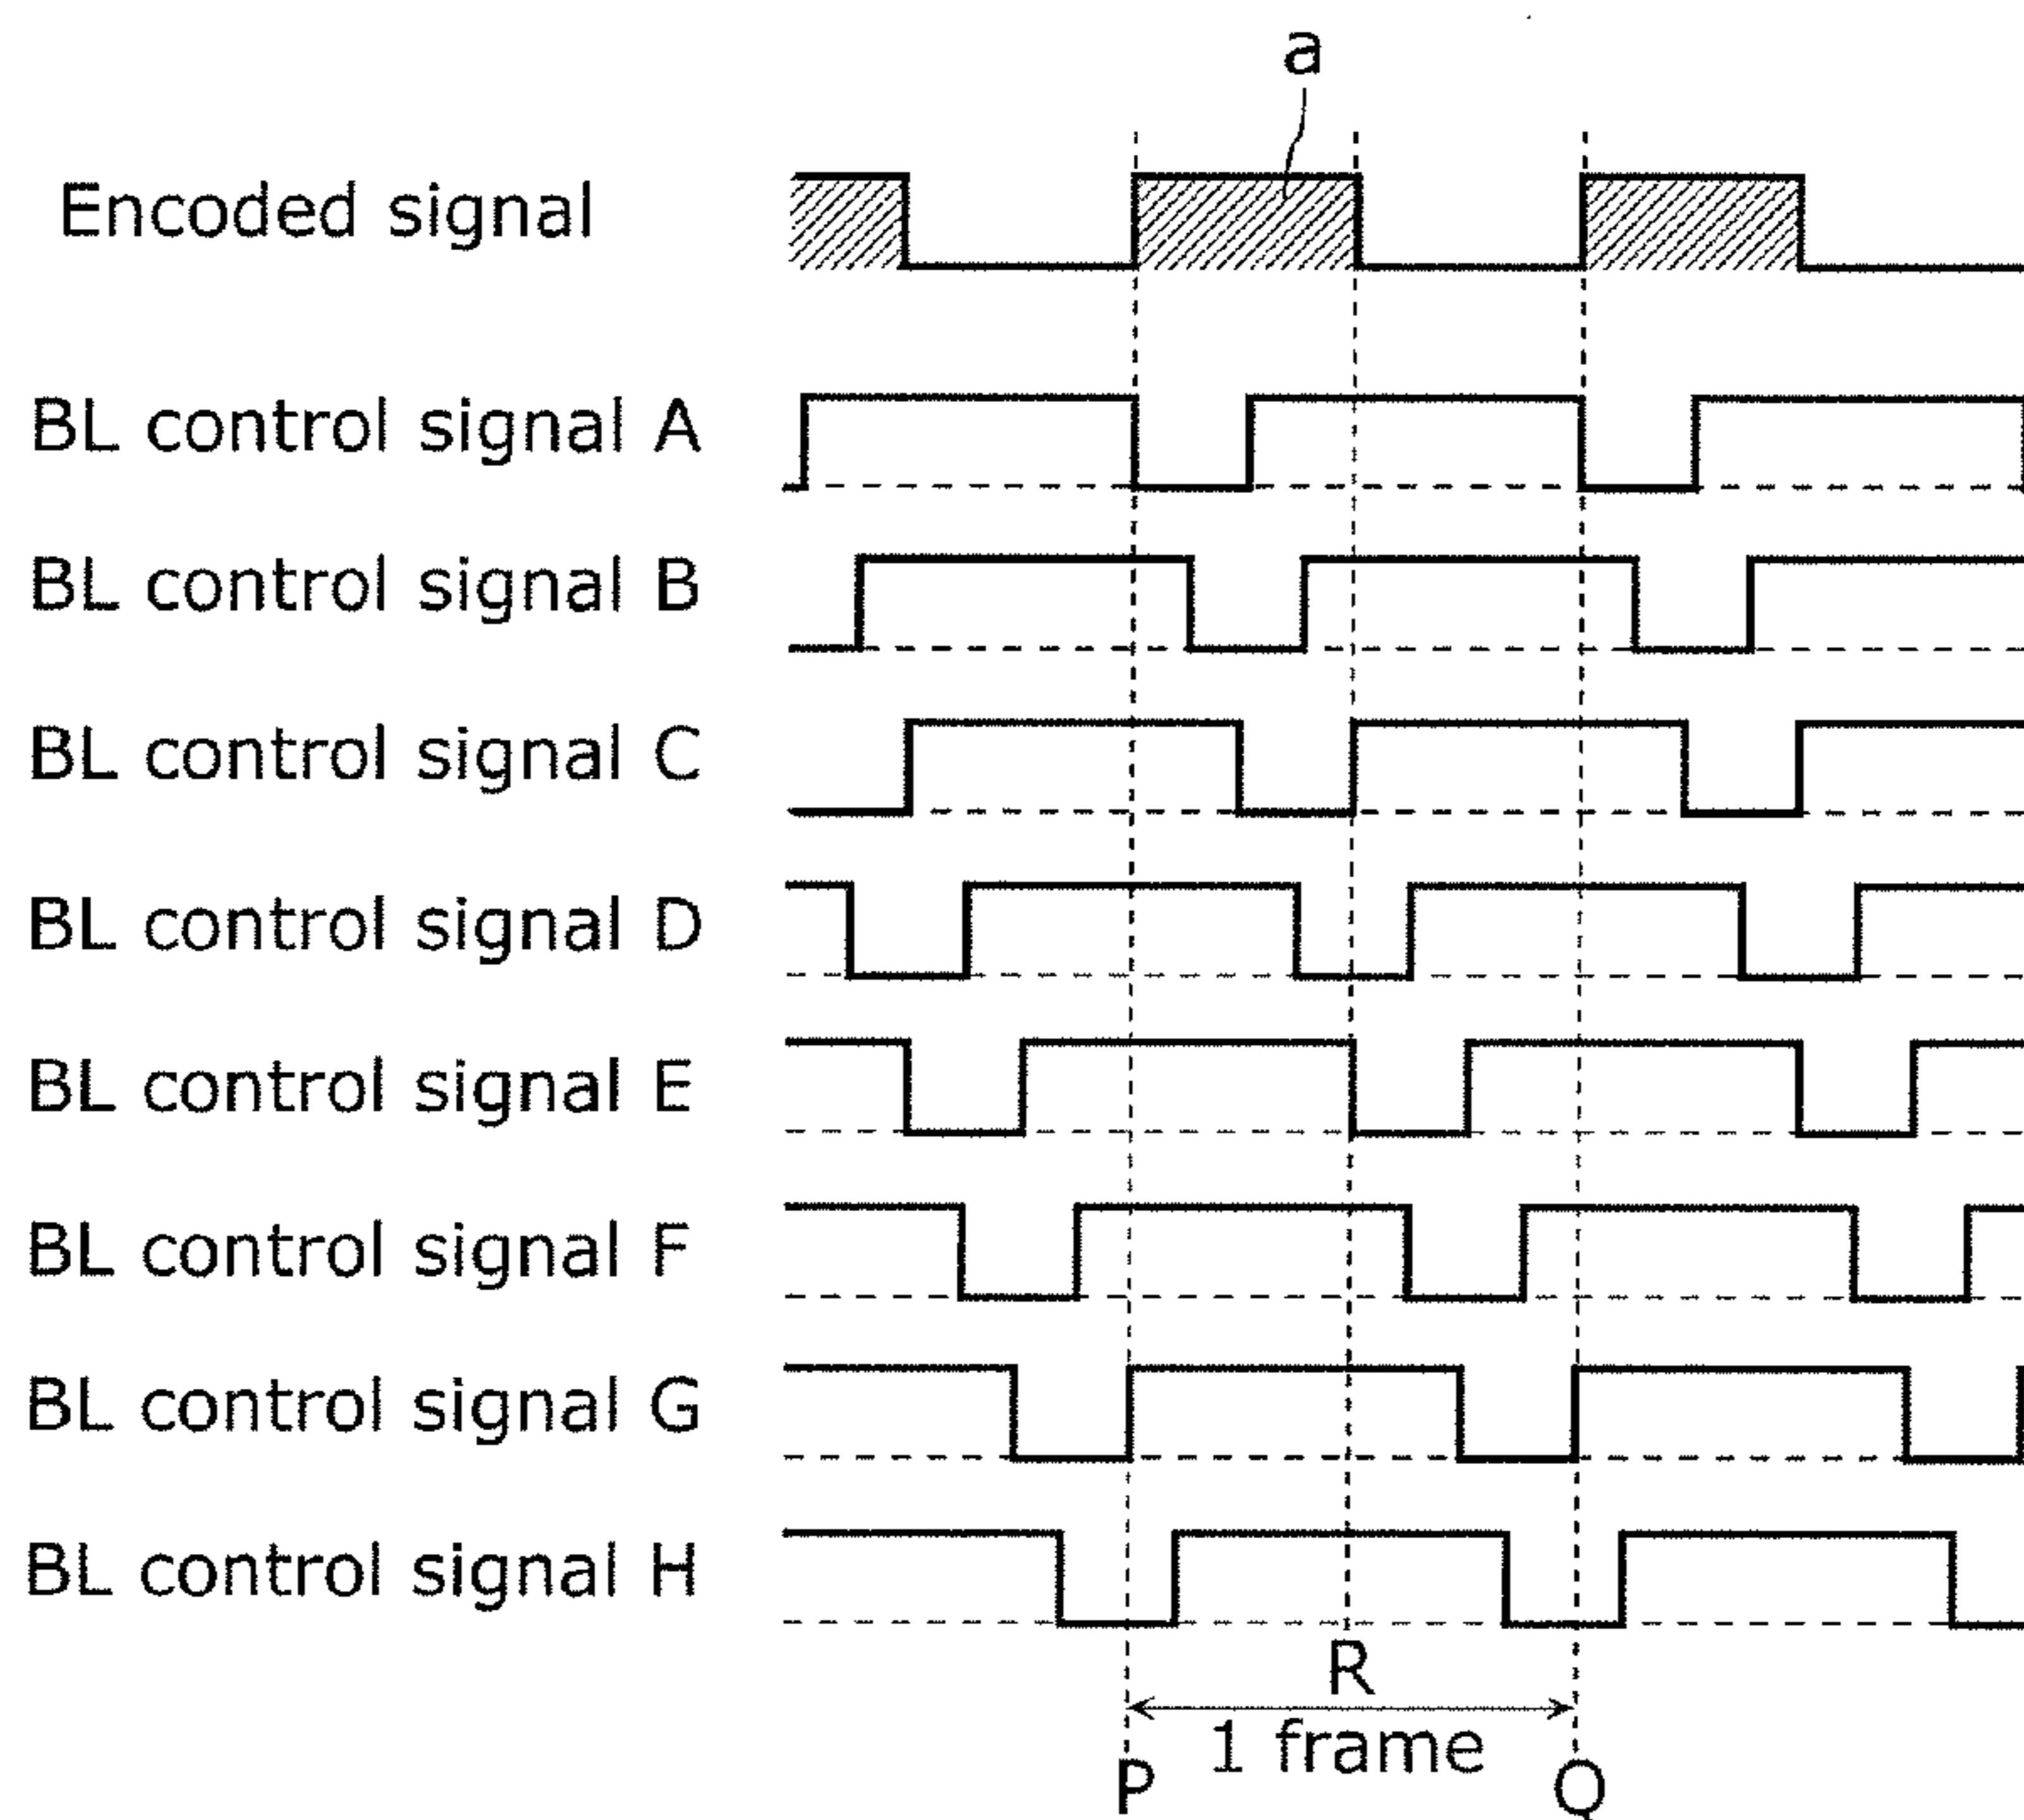 a
Encoded signal
BL control signal A
BL control signal B
BL control signal C
BL control signal D
BL control signal E
BL control signal F
BL control signal G
BL control signal H
R
1 frame
P
Q